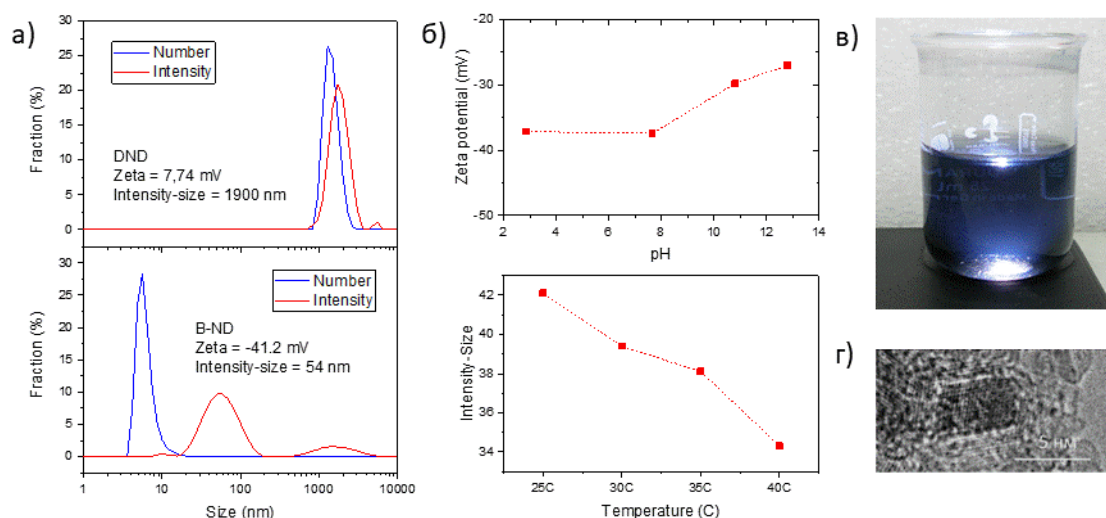 а)
30
25
20
15
10
5
0
Fraction (%)
Number
Intensity
DND
Zeta = 7,74 mV
Intensity-size = 1900 nm
30
25
20
15
10
5
0
Fraction (%)
Number
Intensity
B-ND
Zeta = -41.2 mV
Intensity-size = 54 nm
1 10 100 1000 10000
Size (nm)
б)
-20
-30
-40
-50
Zeta potential (mV)
2 4 6 8 10 12 14
pH
42
40
38
36
34
Intensity-Size
25C 30C 35C 40C
Temperature (C)
в)
г)
5 нм